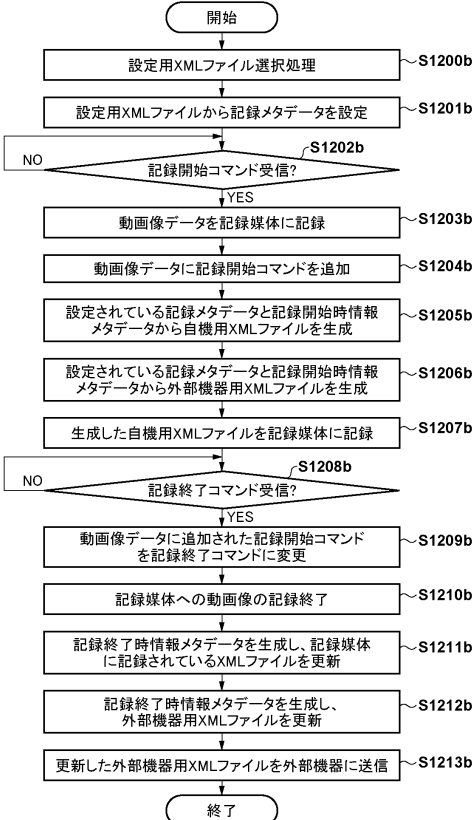 開始
設定用XMLファイル選択処理
S1200b
設定用XMLファイルから記録メタデータを設定
S1201b
S1202b
NO
記録開始コマンド受信?
YES
動画像データを記録媒体に記録
S1203b
動画像データに記録開始コマンドを追加
S1204b
設定されている記録メタデータと記録開始時情報
メタデータから自機用XMLファイルを生成
S1205b
設定されている記録メタデータと記録開始時情報
メタデータから外部機器用XMLファイルを生成
S1206b
生成した自機用XMLファイルを記録媒体に記録
S1207b
S1208b
NO
記録終了コマンド受信?
YES
動画像データに追加された記録開始コマンド
を記録終了コマンドに変更
S1209b
記録媒体への動画像の記録終了
S1210b
記録終了時情報メタデータを生成し、記録媒体
に記録されているXMLファイルを更新
S1211b
記録終了時情報メタデータを生成し、
外部機器用XMLファイルを更新
S1212b
更新した外部機器用XMLファイルを外部機器に送信
S1213b
終了